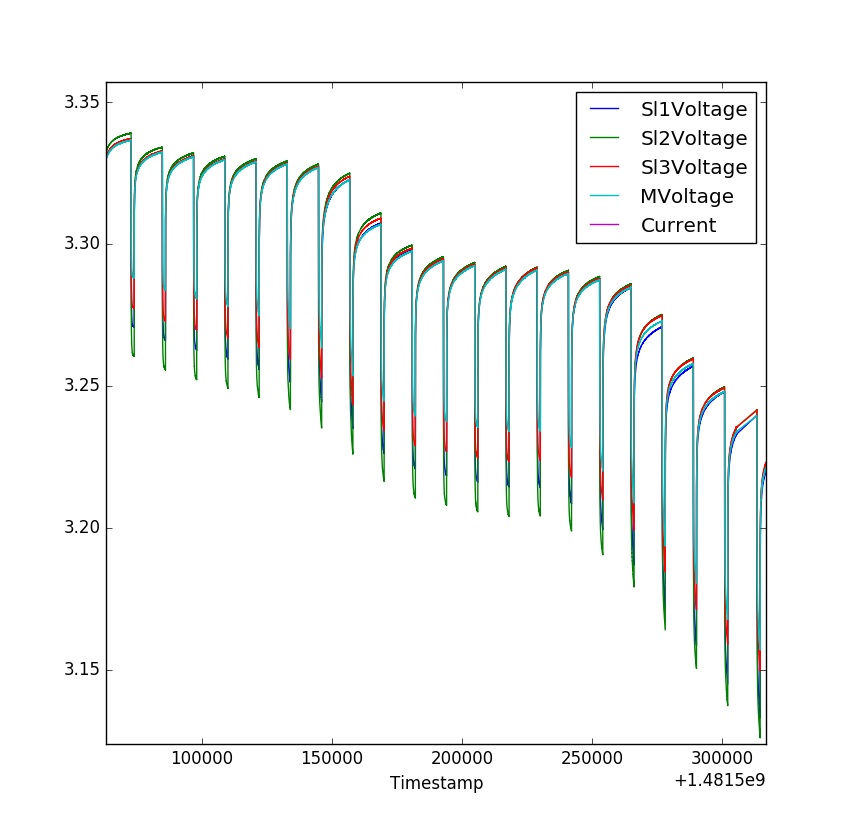 3.35
3.30
3.25
3.20
3.15
Sl1Voltage
Sl2Voltage
Sl3Voltage
MVoltage
Current
100000 150000 200000 250000 300000
Timestamp
+1.4815e9